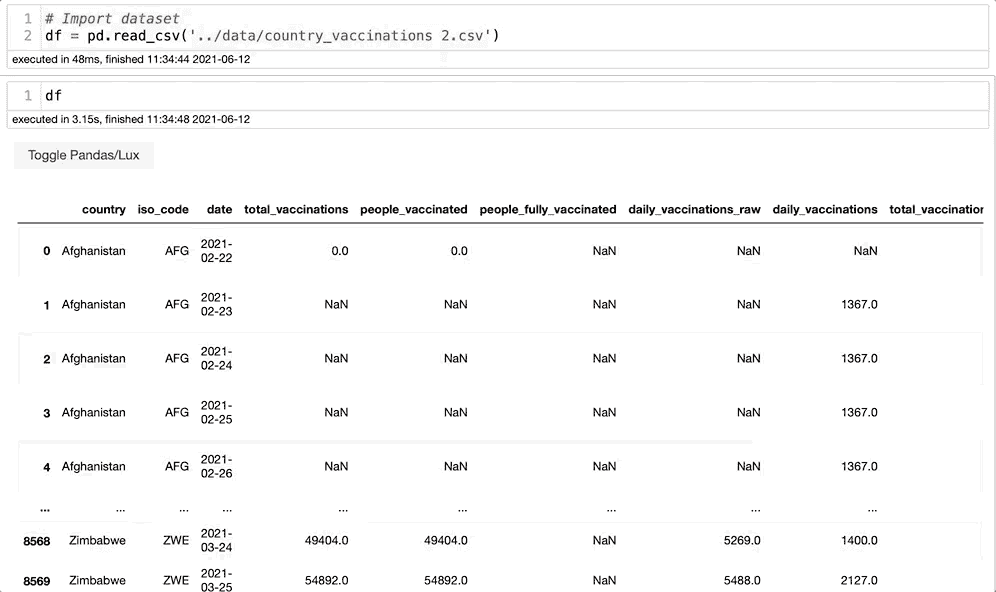 1 # Import dataset
2 df = pd.read_csv('../data/country_vaccinations 2.csv')
executed in 48ms, finished 11:34:44 2021-06-12
1 df
executed in 3.15s, finished 11:34:48 2021-06-12
Toggle Pandas/Lux
country iso_code date total_vaccinations people_vaccinated people_fully_vaccinated daily_vaccinations_raw daily_vaccinations total_vaccination
0 Afghanistan AFG 2021-02-22 0.0 0.0 NaN NaN NaN
1 Afghanistan AFG 2021-02-23 NaN NaN NaN NaN 1367.0
2 Afghanistan AFG 2021-02-24 NaN NaN NaN NaN 1367.0
3 Afghanistan AFG 2021-02-25 NaN NaN NaN NaN 1367.0
4 Afghanistan AFG 2021-02-26 NaN NaN NaN NaN 1367.0
... ... ... ... ... ... ... ... ...
8568 Zimbabwe ZWE 2021-03-24 49404.0 49404.0 NaN 5269.0 1400.0
8569 Zimbabwe ZWE 2021-03-25 54892.0 54892.0 NaN 5488.0 2127.0